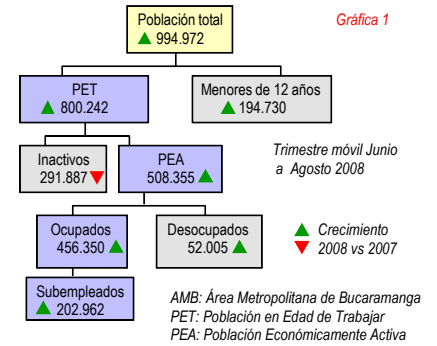 Población total
994.972
Gráfica 1
PET
800.242
Menores de 12 años
194.730
Inactivos
291.887
PEA
508.355
Trimestre móvil Junio
a Agosto 2008
Ocupados
456.350
Desocupados
52.005
Crecimiento
2008 vs 2007
Subempleados
202.962
AMB: Área Metropolitana de Bucaramanga
PET: Población en Edad de Trabajar
PEA: Población Económicamente Activa